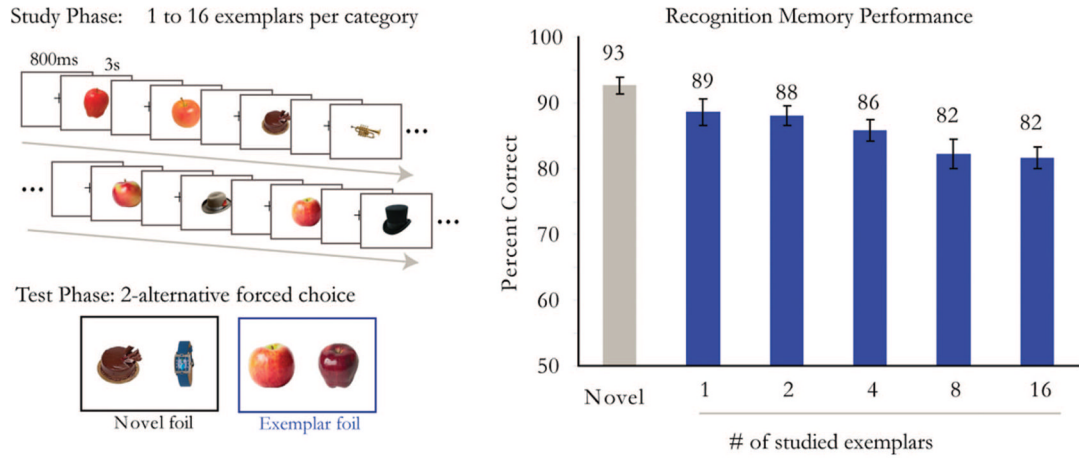 Study Phase: 1 to 16 exemplars per category
800ms
3s
...
...
...
Test Phase: 2-alternative forced choice
Novel foil
Exemplar foil
Recognition Memory Performance
Percent Correct
100
90
80
70
60
50
93
89
88
86
82
82
Novel
1
2
4
8
16
# of studied exemplars